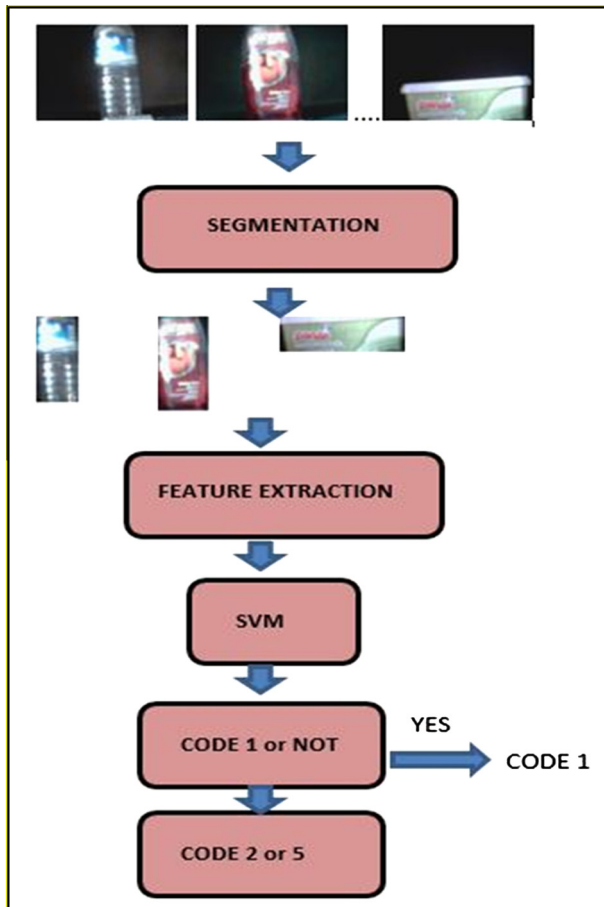 ....
SEGMENTATION
FEATURE EXTRACTION
SVM
CODE 1 or NOT
YES
CODE 1
CODE 2 or 5